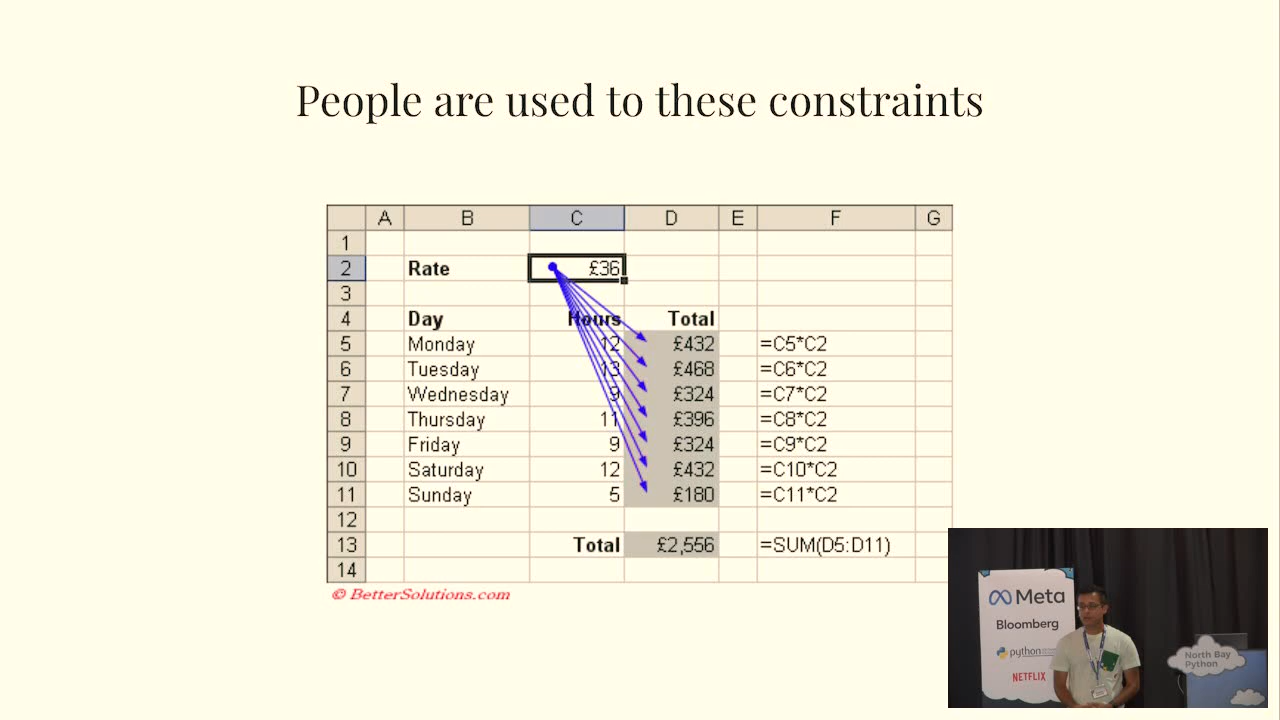 People are used to these constraints
A B C D E F G
1
2 Rate £36
3
4 Day Hours Total
5 Monday 12 £432 =C5*C2
6 Tuesday 13 £468 =C6*C2
7 Wednesday 9 £324 =C7*C2
8 Thursday 11 £396 =C8*C2
9 Friday 9 £324 =C9*C2
10 Saturday 12 £432 =C10*C2
11 Sunday 5 £180 =C11*C2
12
13 Total £2,556 =SUM(D5:D11)
14
© BetterSolutions.com
Meta
Bloomberg
python
NETFLIX
North Bay
Python